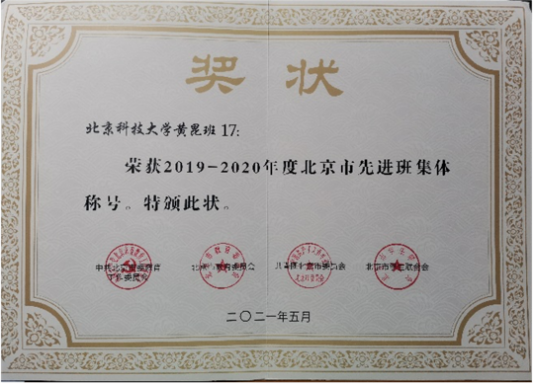 奖状
北京科技大学黄昆班17:
荣获2019-2020年度北京市先进班集体
称号。特颁此状。
二〇二一年五月